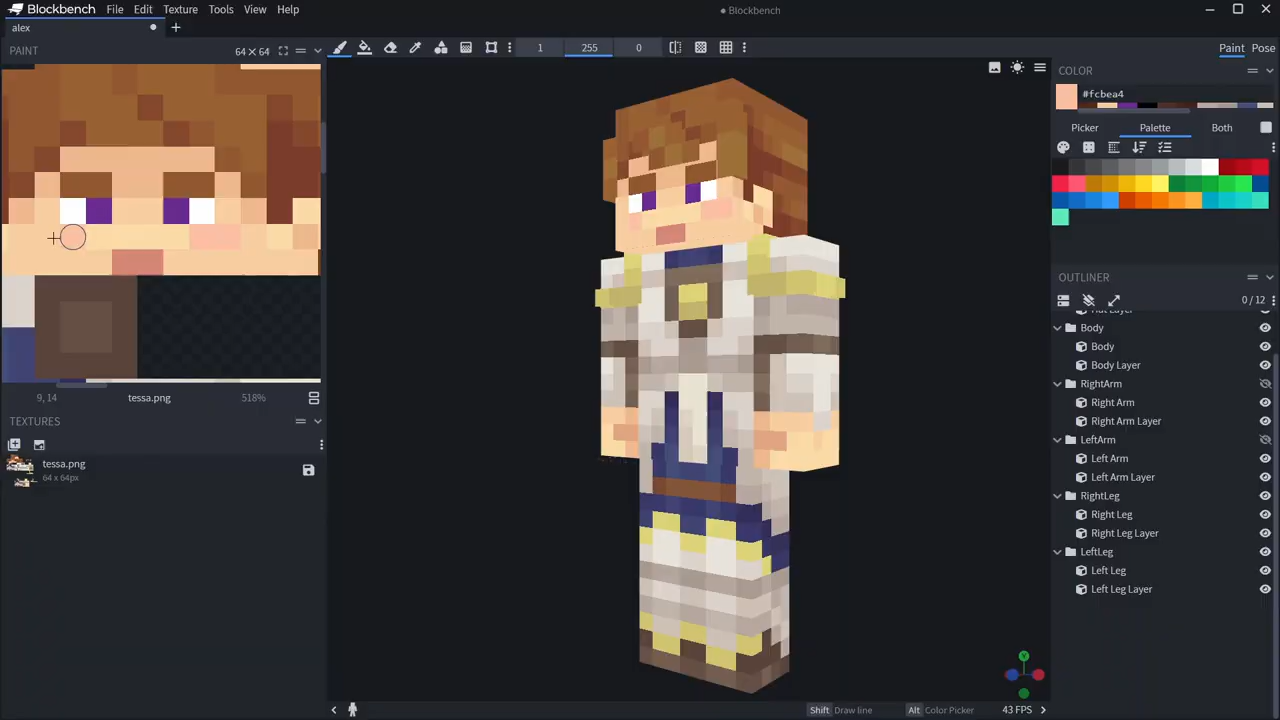 Blockbench File Edit Texture Tools View Help
● Blockbench
alex
PAINT 64 × 64
1 255 0
Paint Pose
COLOR
#fcbea4
Picker Palette Both
OUTLINER
0 / 12
Hat Layer
Body
Body
Body Layer
RightArm
Right Arm
Right Arm Layer
LeftArm
Left Arm
Left Arm Layer
RightLeg
Right Leg
Right Leg Layer
LeftLeg
Left Leg
Left Leg Layer
9, 14 tessa.png 518%
TEXTURES
tessa.png
64 x 64px
Shift Draw line Alt Color Picker 43 FPS
Y